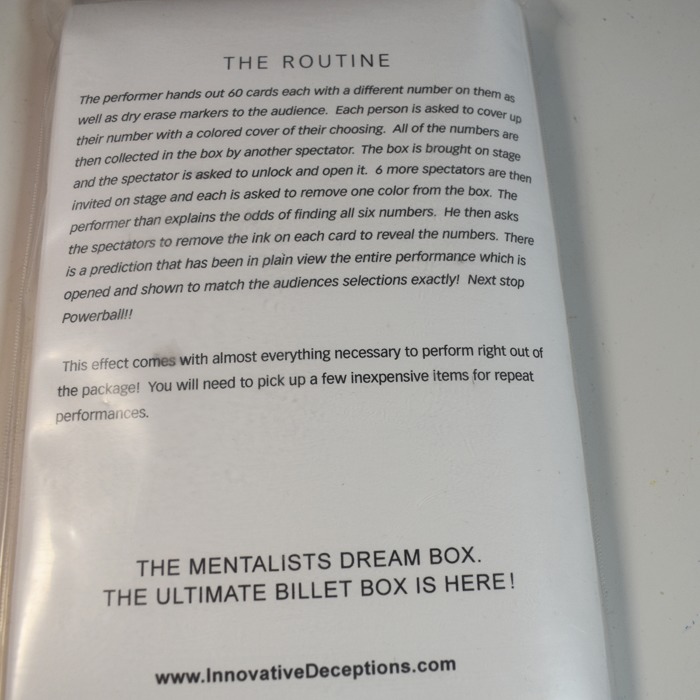 THE ROUTINE
The performer hands out 60 cards each with a different number on them as
well as dry erase markers to the audience. Each person is asked to cover up
their number with a colored cover of their choosing. All of the numbers are
then collected in the box by another spectator. The box is brought on stage
and the spectator is asked to unlock and open it. 6 more spectators are then
invited on stage and each is asked to remove one color from the box. The
performer than explains the odds of finding all six numbers. He then asks
the spectators to remove the ink on each card to reveal the numbers. There
is a prediction that has been in plain view the entire performance which is
opened and shown to match the audiences selections exactly! Next stop
Powerball!!
This effect comes with almost everything necessary to perform right out of
the package! You will need to pick up a few inexpensive items for repeat
performances.
THE MENTALISTS DREAM BOX.
THE ULTIMATE BILLET BOX IS HERE!
www.InnovativeDeceptions.com